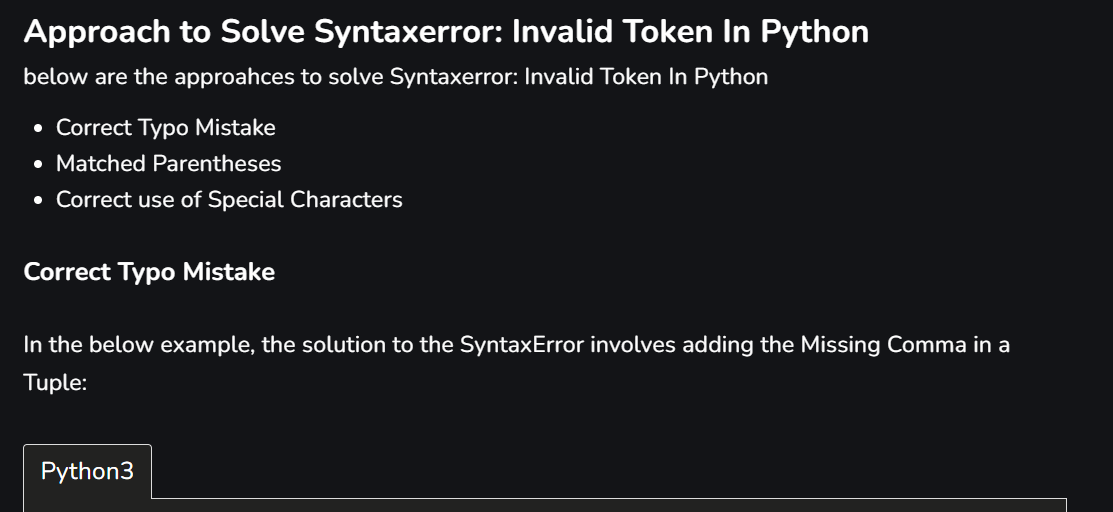 Approach to Solve Syntaxerror: Invalid Token In Python
below are the approahces to solve Syntaxerror: Invalid Token In Python
Correct Typo Mistake
Matched Parentheses
Correct use of Special Characters
Correct Typo Mistake
In the below example, the solution to the SyntaxError involves adding the Missing Comma in a
Tuple:
Python3